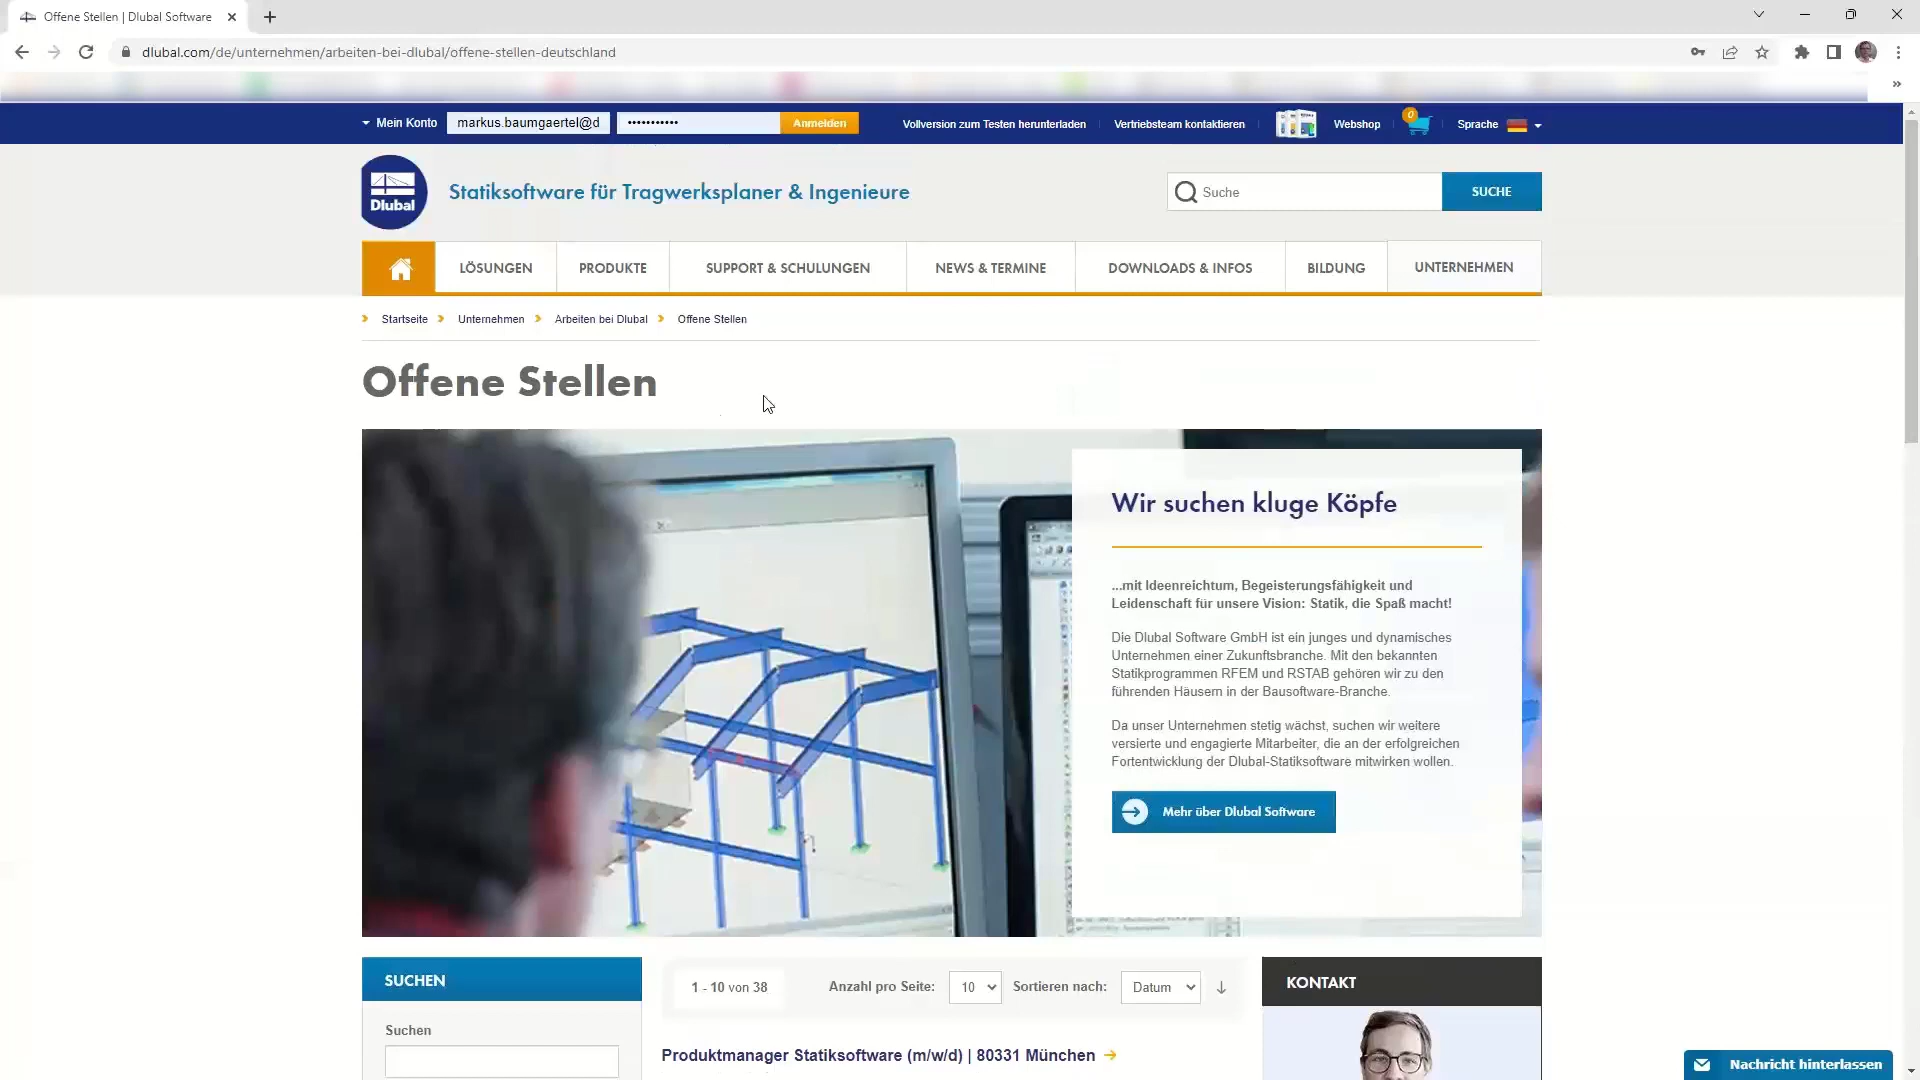 Offene Stellen | Dlubal Software
dlubal.com/de/unternehmen/arbeiten-bei-dlubal/offene-stellen-deutschland
Mein Konto markus.baumgaertel@d ••••••••••• Anmelden Vollversion zum Testen herunterladen Vertriebsteam kontaktieren Webshop 0 Sprache
Dlubal
Statiksoftware für Tragwerksplaner & Ingenieure
Suche SUCHE
LÖSUNGEN PRODUKTE SUPPORT & SCHULUNGEN NEWS & TERMINE DOWNLOADS & INFOS BILDUNG UNTERNEHMEN
Startseite Unternehmen Arbeiten bei Dlubal Offene Stellen
Offene Stellen
Wir suchen kluge Köpfe
...mit Ideenreichtum, Begeisterungsfähigkeit und
Leidenschaft für unsere Vision: Statik, die Spaß macht!
Die Dlubal Software GmbH ist ein junges und dynamisches
Unternehmen einer Zukunftsbranche. Mit den bekannten
Statikprogrammen RFEM und RSTAB gehören wir zu den
führenden Häusern in der Bausoftware-Branche.
Da unser Unternehmen stetig wächst, suchen wir weitere
versierte und engagierte Mitarbeiter, die an der erfolgreichen
Fortentwicklung der Dlubal-Statiksoftware mitwirken wollen.
Mehr über Dlubal Software
SUCHEN
Suchen
1 - 10 von 38 Anzahl pro Seite: 10 Sortieren nach: Datum
Produktmanager Statiksoftware (m/w/d) | 80331 München
KONTAKT
Nachricht hinterlassen